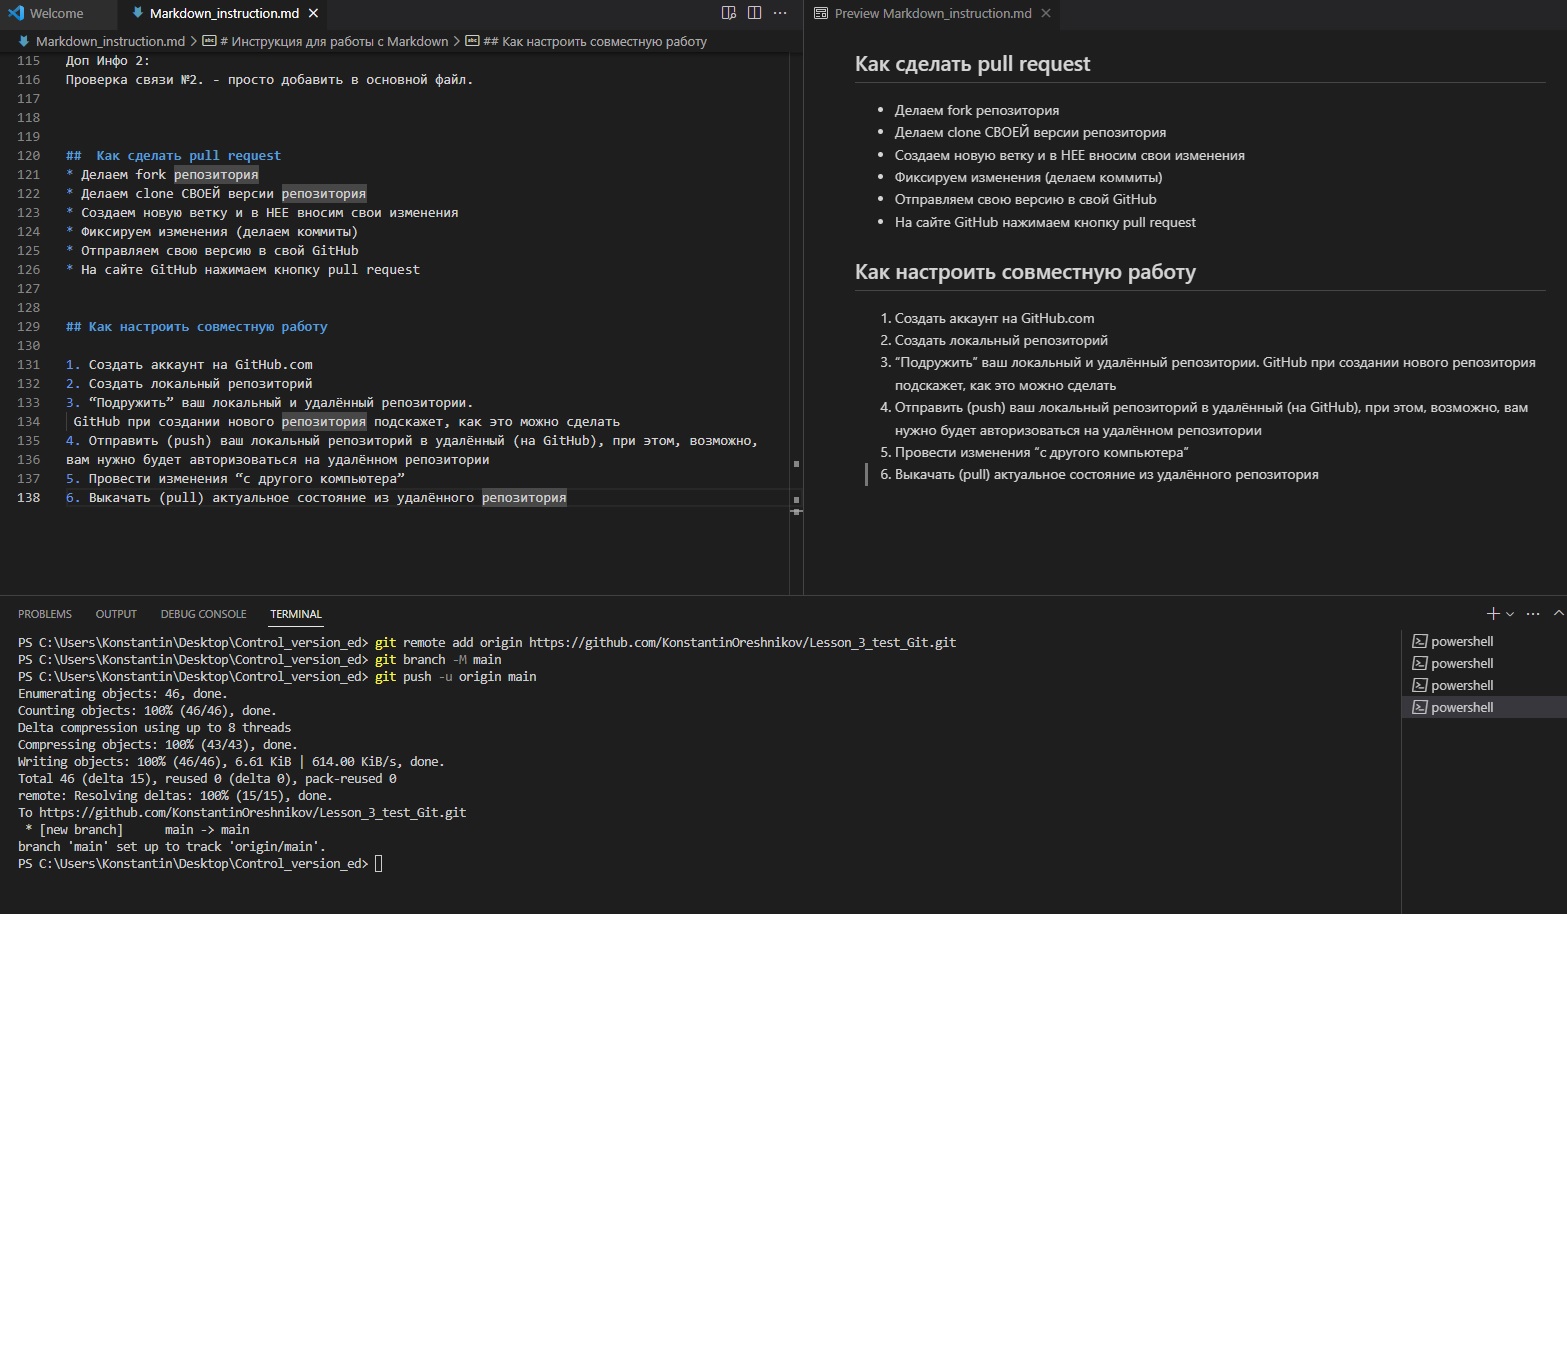 Welcome
Markdown_instruction.md
Markdown_instruction.md > # Инструкция для работы с Markdown > ## Как настроить совместную работу
115 Доп Инфо 2:
116 Проверка связи №2. - просто добавить в основной файл.
117
118
119
120 ##  Как сделать pull request
121 * Делаем fork репозитория
122 * Делаем clone СВОЕЙ версии репозитория
123 * Создаем новую ветку и в НЕЕ вносим свои изменения
124 * Фиксируем изменения (делаем коммиты)
125 * Отправляем свою версию в свой GitHub
126 * На сайте GitHub нажимаем кнопку pull request
127
128
129 ## Как настроить совместную работу
130
131 1. Создать аккаунт на GitHub.com
132 2. Создать локальный репозиторий
133 3. “Подружить” ваш локальный и удалённый репозитории.
134 GitHub при создании нового репозитория подскажет, как это можно сделать
135 4. Отправить (push) ваш локальный репозиторий в удалённый (на GitHub), при этом, возможно,
136 вам нужно будет авторизоваться на удалённом репозитории
137 5. Провести изменения “с другого компьютера”
138 6. Выкачать (pull) актуальное состояние из удалённого репозитория
Preview Markdown_instruction.md
Как сделать pull request
• Делаем fork репозитория
• Делаем clone СВОЕЙ версии репозитория
• Создаем новую ветку и в НЕЕ вносим свои изменения
• Фиксируем изменения (делаем коммиты)
• Отправляем свою версию в свой GitHub
• На сайте GitHub нажимаем кнопку pull request
Как настроить совместную работу
1. Создать аккаунт на GitHub.com
2. Создать локальный репозиторий
3. “Подружить” ваш локальный и удалённый репозитории. GitHub при создании нового репозитория
подскажет, как это можно сделать
4. Отправить (push) ваш локальный репозиторий в удалённый (на GitHub), при этом, возможно, вам
нужно будет авторизоваться на удалённом репозитории
5. Провести изменения “с другого компьютера”
6. Выкачать (pull) актуальное состояние из удалённого репозитория
PROBLEMS OUTPUT DEBUG CONSOLE TERMINAL
PS C:\Users\Konstantin\Desktop\Control_version_ed> git remote add origin https://github.com/KonstantinOreshnikov/Lesson_3_test_Git.git
PS C:\Users\Konstantin\Desktop\Control_version_ed> git branch -M main
PS C:\Users\Konstantin\Desktop\Control_version_ed> git push -u origin main
Enumerating objects: 46, done.
Counting objects: 100% (46/46), done.
Delta compression using up to 8 threads
Compressing objects: 100% (43/43), done.
Writing objects: 100% (46/46), 6.61 KiB | 614.00 KiB/s, done.
Total 46 (delta 15), reused 0 (delta 0), pack-reused 0
remote: Resolving deltas: 100% (15/15), done.
To https://github.com/KonstantinOreshnikov/Lesson_3_test_Git.git
 * [new branch]      main -> main
branch 'main' set up to track 'origin/main'.
PS C:\Users\Konstantin\Desktop\Control_version_ed>
powershell
powershell
powershell
powershell